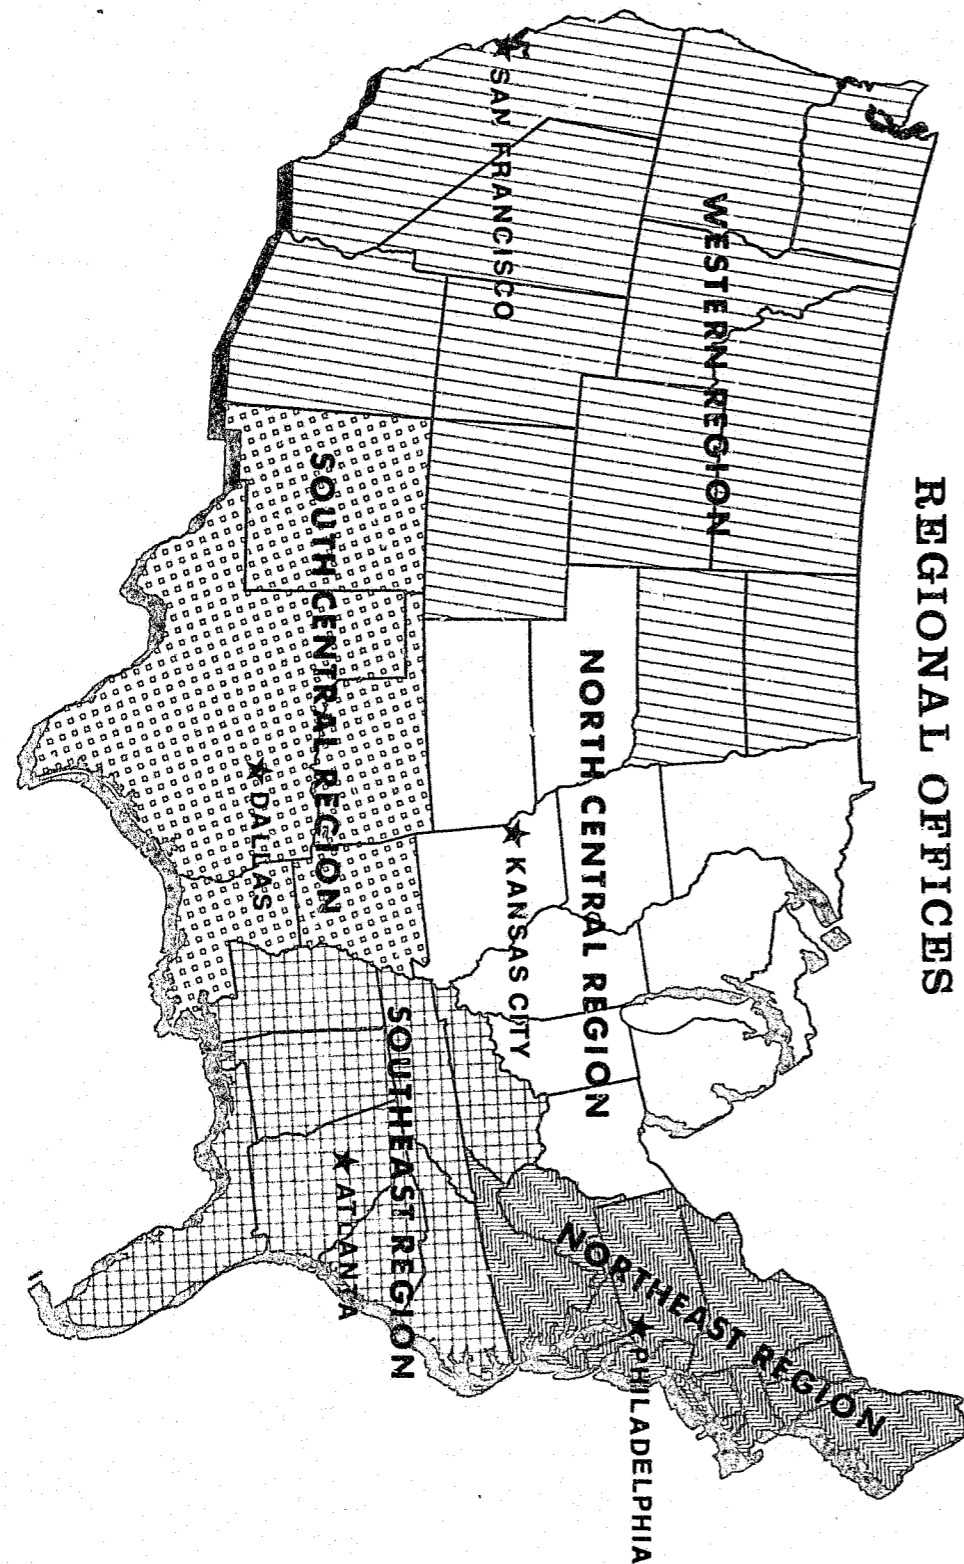 REGIONAL OFFICES
WESTERN REGION
SAN FRANCISCO
NORTH CENTRAL REGION
KANSAS CITY
SOUTH CENTRAL REGION
DALLAS
SOUTHEAST REGION
ATLANTA
NORTHEAST REGION
PHILADELPHIA